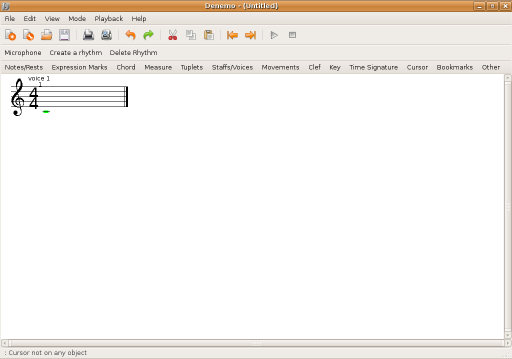 Denemo - (Untitled)
File Edit View Mode Playback Help
Microphone Create a rhythm Delete Rhythm
Notes/Rests Expression Marks Chord Measure Tuplets Staffs/Voices Movements Clef Key Time Signature Cursor Bookmarks Other
voice 1
1
4
4
: Cursor not on any object